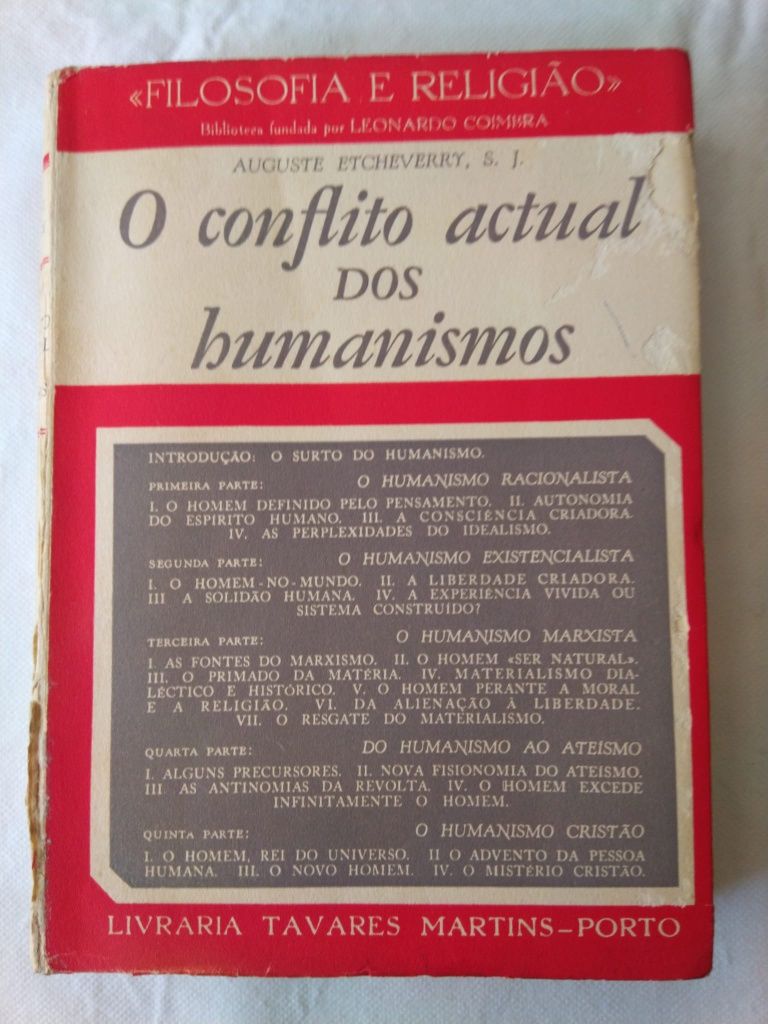 «FILOSOFIA E RELIGIÃO»
Biblioteca fundada por LEONARDO COIMBRA
AUGUSTE ETCHEVERRY, S. J.
O conflito actual
DOS
humanismos
INTRODUÇÃO: O SURTO DO HUMANISMO.
PRIMEIRA PARTE: O HUMANISMO RACIONALISTA
I. O HOMEM DEFINIDO PELO PENSAMENTO. II. AUTONOMIA
DO ESPÍRITO HUMANO. III. A CONSCIÊNCIA CRIADORA.
IV. AS PERPLEXIDADES DO IDEALISMO.
SEGUNDA PARTE: O HUMANISMO EXISTENCIALISTA
I. O HOMEM-NO-MUNDO. II. A LIBERDADE CRIADORA.
III A SOLIDÃO HUMANA. IV. A EXPERIÊNCIA VIVIDA OU
SISTEMA CONSTRUIDO?
TERCEIRA PARTE: O HUMANISMO MARXISTA
I. AS FONTES DO MARXISMO. II. O HOMEM «SER NATURAL».
III. O PRIMADO DA MATÉRIA. IV. MATERIALISMO DIA-
LÉCTICO E HISTÓRICO. V. O HOMEM PERANTE A MORAL
E A RELIGIÃO. VI. DA ALIENAÇÃO À LIBERDADE.
VII. O RESGATE DO MATERIALISMO.
QUARTA PARTE: DO HUMANISMO AO ATEÍSMO
I. ALGUNS PRECURSORES. II. NOVA FISIONOMIA DO ATEÍSMO.
III AS ANTINOMIAS DA REVOLTA. IV. O HOMEM EXCEDE
INFINITAMENTE O HOMEM.
QUINTA PARTE: O HUMANISMO CRISTÃO
I. O HOMEM, REI DO UNIVERSO. II O ADVENTO DA PESSOA
HUMANA. III. O NOVO HOMEM. IV. O MISTÉRIO CRISTÃO.
LIVRARIA TAVARES MARTINS-PORTO